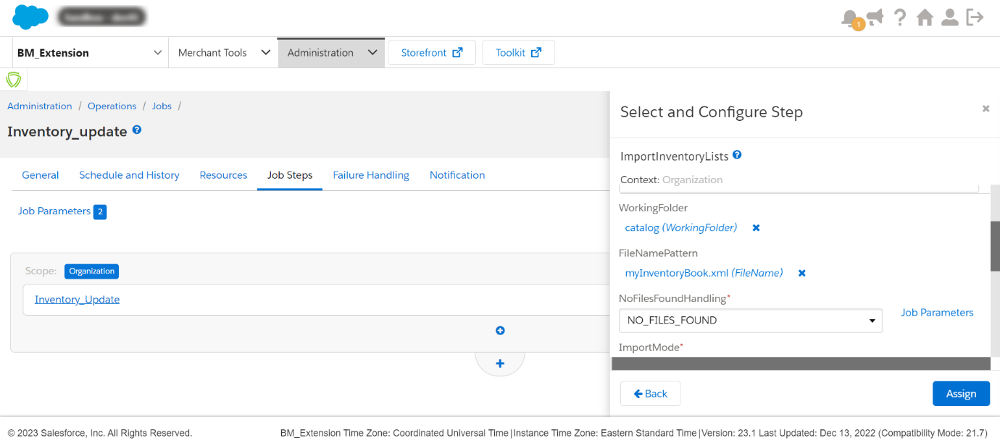 1
BM_Extension
Merchant Tools
Administration
Storefront
Toolkit
Administration / Operations / Jobs /
Inventory_update ?
General
Schedule and History
Resources
Job Steps
Failure Handling
Notification
Job Parameters 2
Scope: Organization
Inventory_Update
Select and Configure Step
ImportInventoryLists ?
Context: Organization
WorkingFolder
catalog (WorkingFolder)
FileNamePattern
myInventoryBook.xml (FileName)
NoFilesFoundHandling*
NO_FILES_FOUND
Job Parameters
ImportMode*
Back
Assign
© 2023 Salesforce, Inc. All Rights Reserved.
BM_Extension Time Zone: Coordinated Universal Time|Instance Time Zone: Eastern Standard Time|Version: 23.1 Last Updated: Dec 13, 2022 (Compatibility Mode: 21.7)